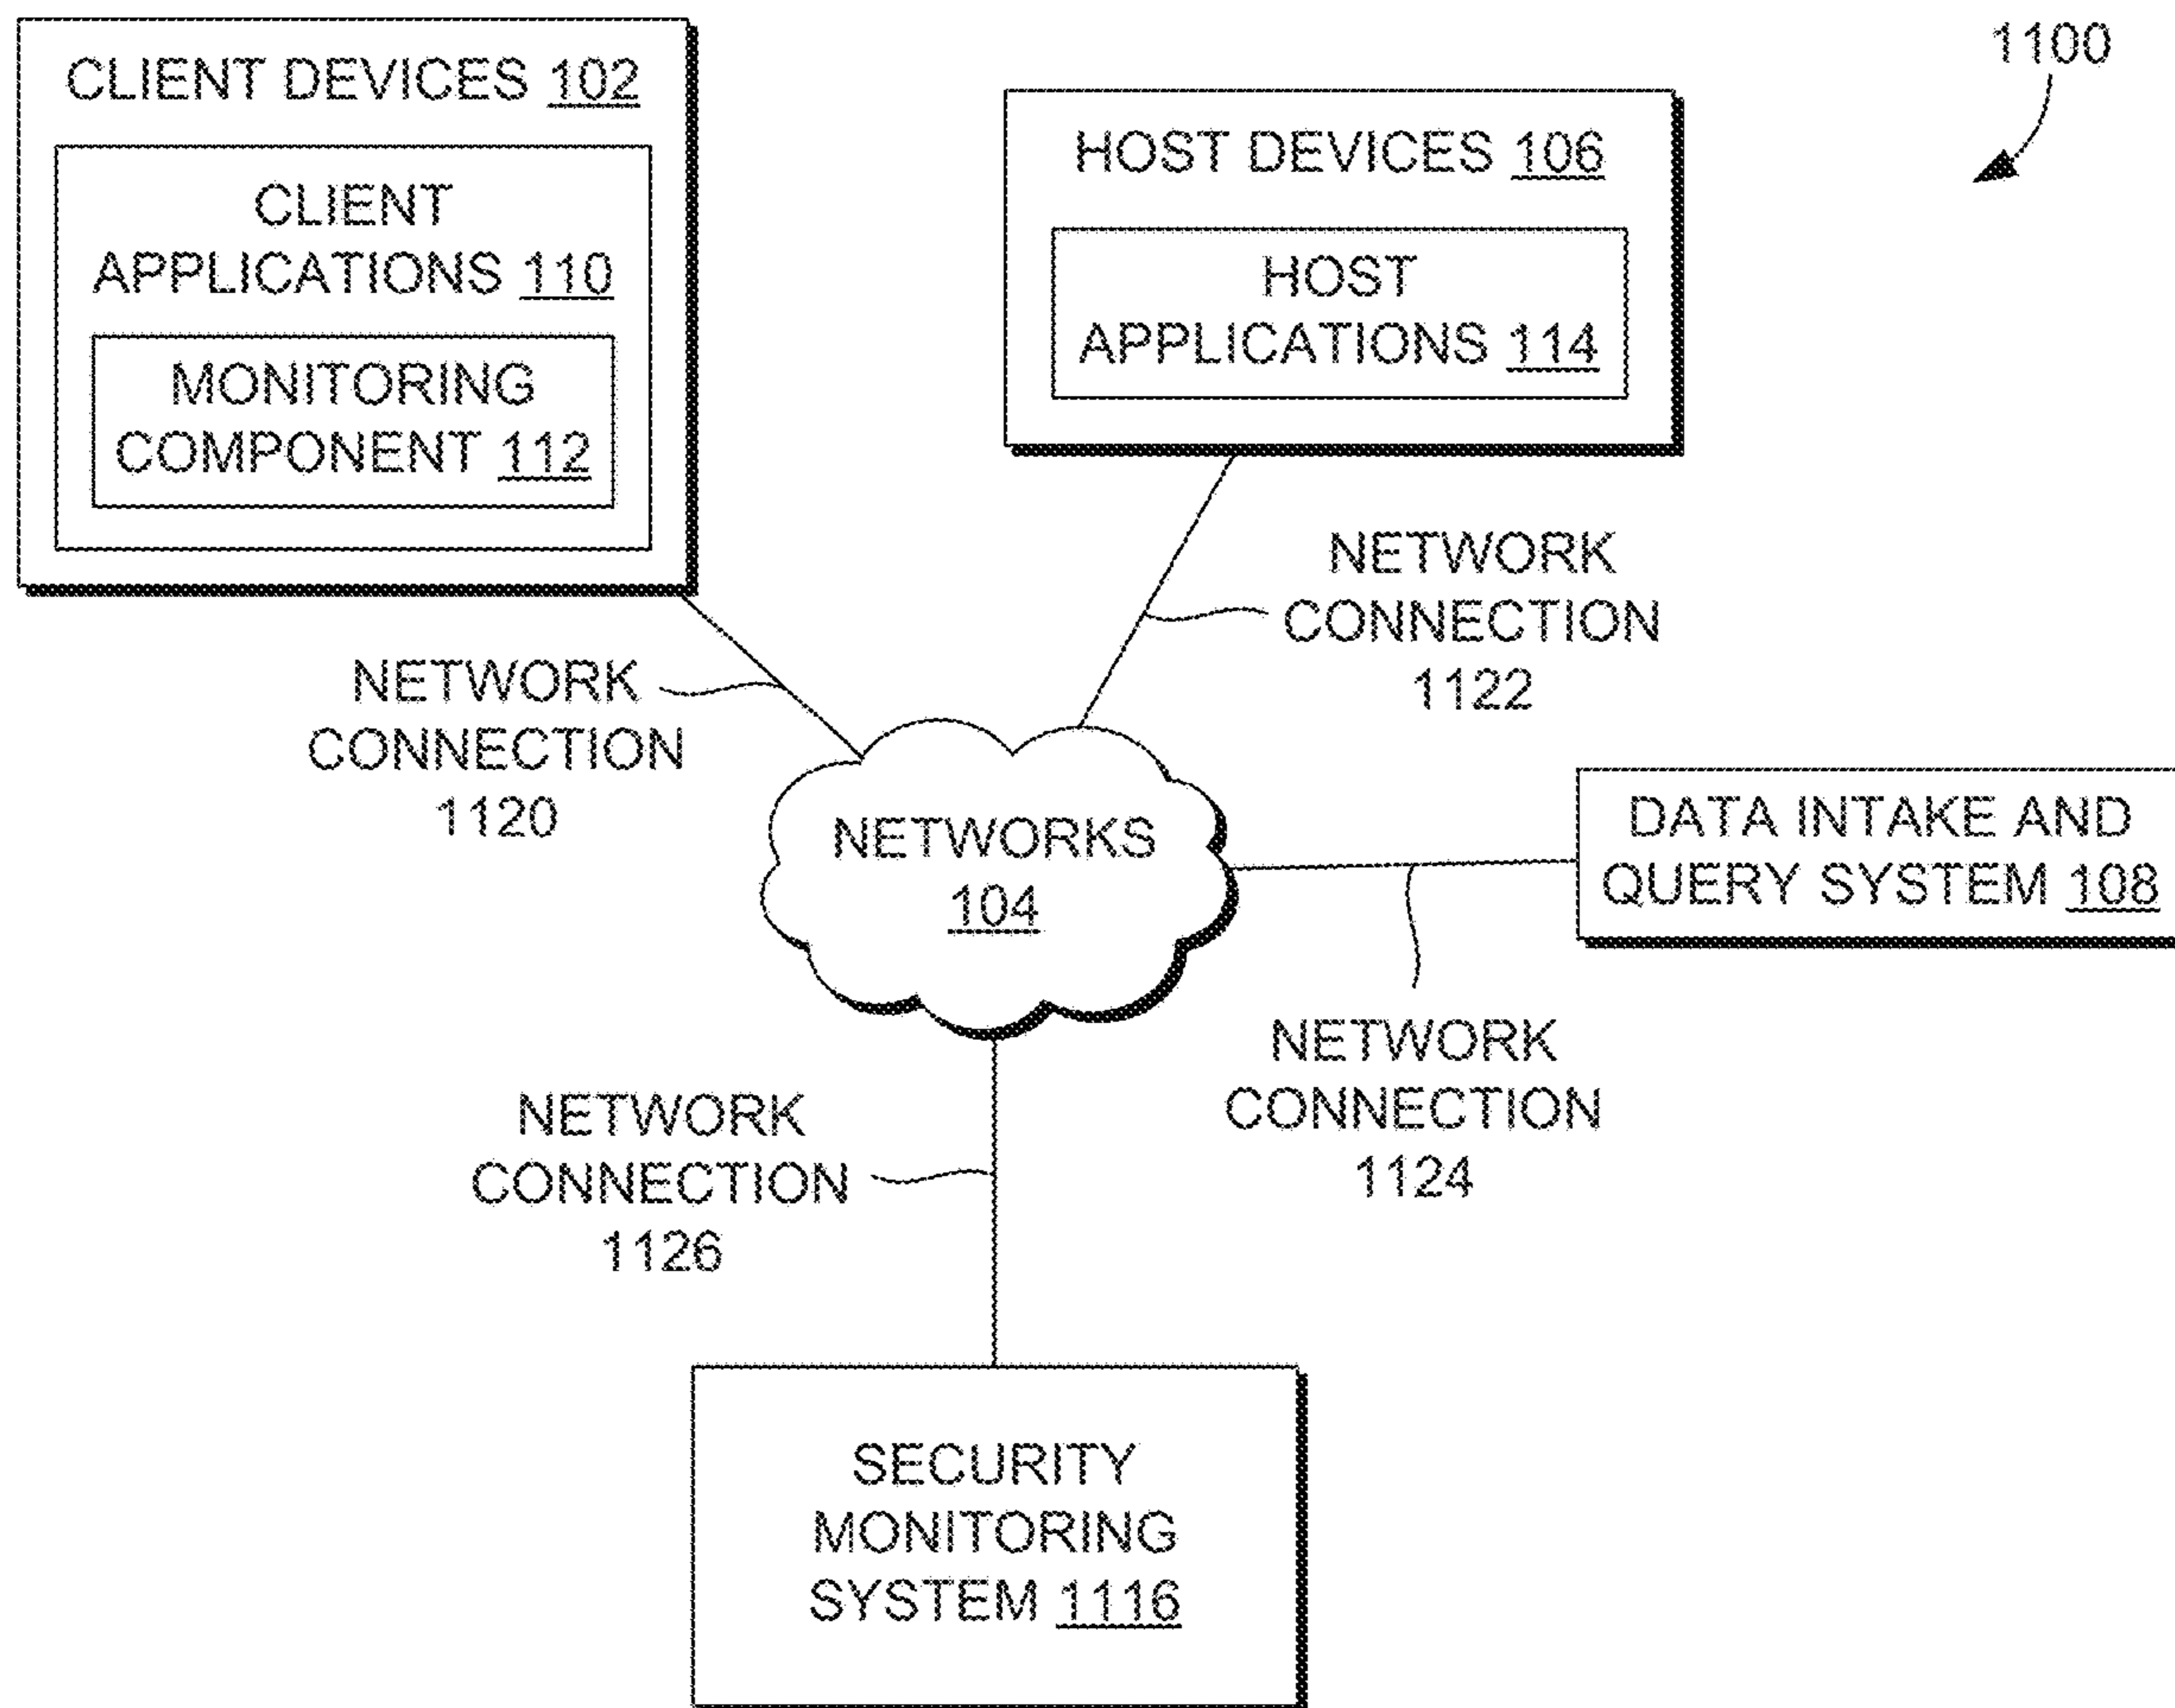 1100
CLIENT DEVICES 102
CLIENT
APPLICATIONS 110
MONITORING
COMPONENT 112
HOST DEVICES 106
HOST
APPLICATIONS 114
NETWORK
CONNECTION
1122
NETWORK
CONNECTION
1120
NETWORKS
104
DATA INTAKE AND
QUERY SYSTEM 108
NETWORK
CONNECTION
1124
NETWORK
CONNECTION
1126
SECURITY
MONITORING
SYSTEM 1116